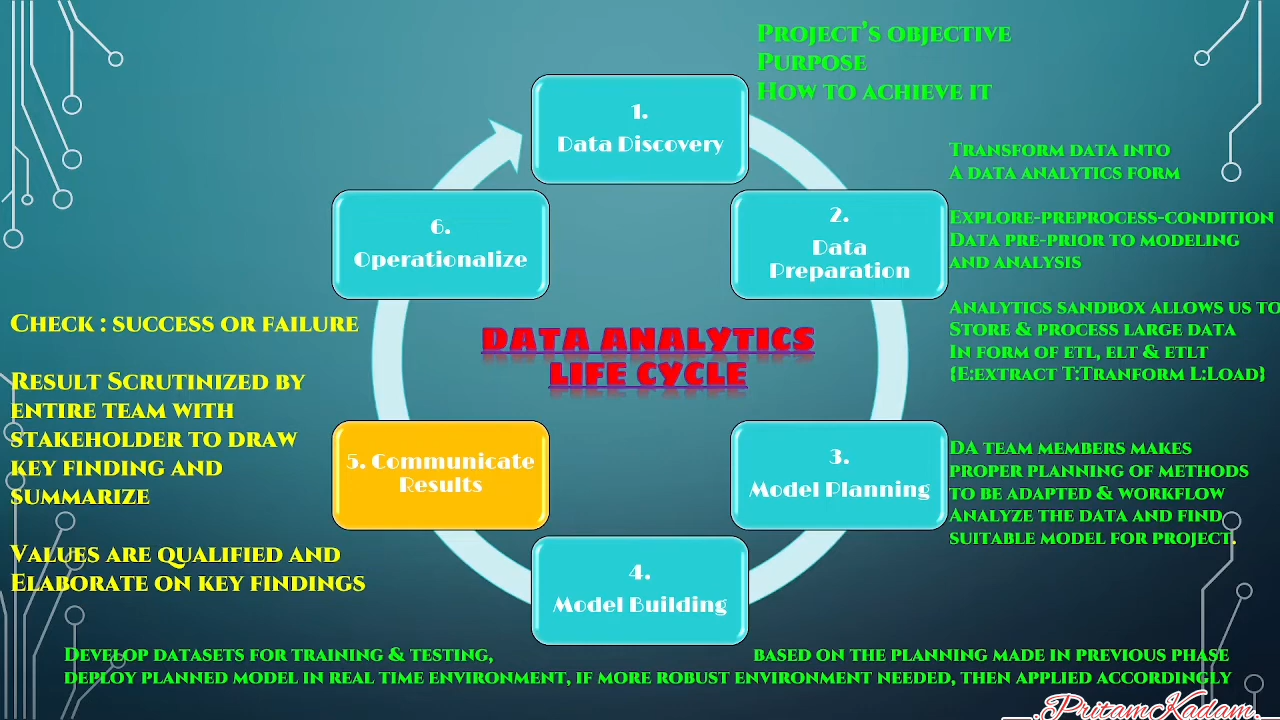 Project's objective
Purpose
How to achieve it
1.
Data Discovery
Transform data into
A data analytics form
Explore-preprocess-condition
Data pre-prior to modeling
and analysis
Analytics sandbox allows us to
Store & process large data
In form of ETL, ELT & ETLT
{E:extract T:Tranform L:Load}
2.
Data
Preparation
6.
Operationalize
DATA ANALYTICS
LIFE CYCLE
DA team members makes
proper planning of methods
to be adapted & workflow
Analyze the data and find
suitable model for project.
3.
Model Planning
Check : success or failure
Result Scrutinized by
entire team with
stakeholder to draw
key finding and
summarize
Values are qualified and
Elaborate on key findings
5. Communicate
Results
4.
Model Building
Develop datasets for training & testing, based on the planning made in previous phase
deploy planned model in real time environment, if more robust environment needed, then applied accordingly
.PritamKadam.